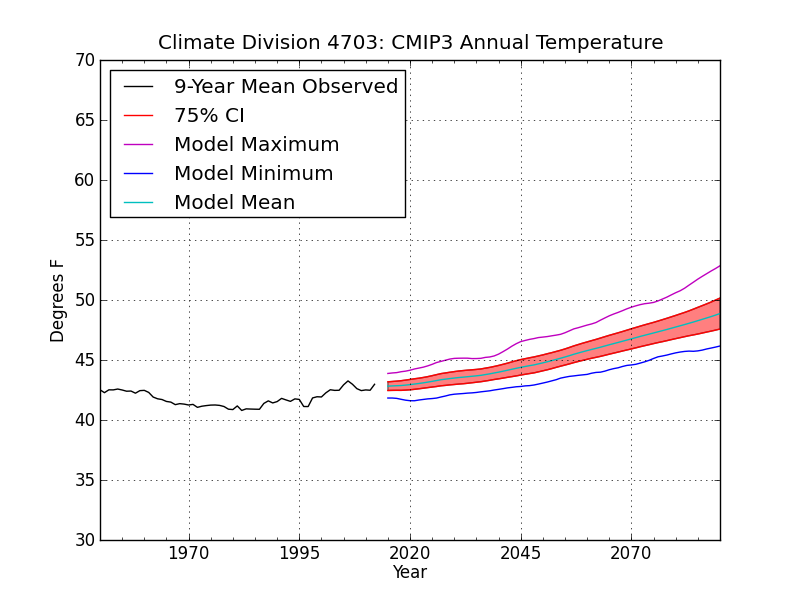 Climate Division 4703: CMIP3 Annual Temperature
70
65
60
55
50
45
40
35
30
Degrees F
9-Year Mean Observed
75% CI
Model Maximum
Model Minimum
Model Mean
1970 1995 2020 2045 2070
Year